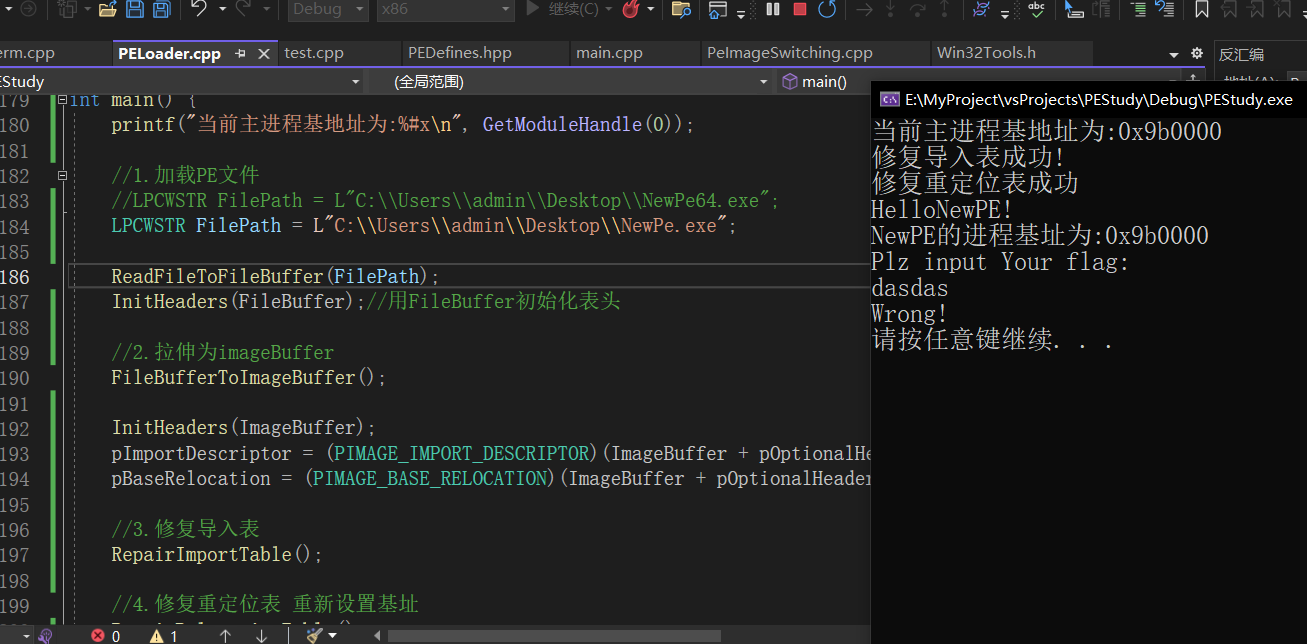 Debug x86 继续(C)
erm.cpp PELoader.cpp test.cpp PEDefines.hpp main.cpp PeImageSwitching.cpp Win32Tools.h 反汇编
EStudy (全局范围) main()
179 int main() {
180 printf("当前主进程基地址为:%#x\n", GetModuleHandle(0));
181
182 //1.加载PE文件
183 //LPCWSTR FilePath = L"C:\\Users\\admin\\Desktop\\NewPe64.exe";
184 LPCWSTR FilePath = L"C:\\Users\\admin\\Desktop\\NewPe.exe";
185
186 ReadFileToFileBuffer(FilePath);
187 InitHeaders(FileBuffer);//用FileBuffer初始化表头
188
189 //2.拉伸为imageBuffer
190 FileBufferToImageBuffer();
191
192 InitHeaders(ImageBuffer);
193 pImportDescriptor = (PIMAGE_IMPORT_DESCRIPTOR)(ImageBuffer + pOptionalHe
194 pBaseRelocation = (PIMAGE_BASE_RELOCATION)(ImageBuffer + pOptionalHeader
195
196 //3.修复导入表
197 RepairImportTable();
198
199 //4.修复重定位表 重新设置基址
0 1
E:\MyProject\vsProjects\PEStudy\Debug\PEStudy.exe
当前主进程基地址为:0x9b0000
修复导入表成功!
修复重定位表成功
HelloNewPE!
NewPE的进程基址为:0x9b0000
Plz input Your flag:
dasdas
Wrong!
请按任意键继续. . .